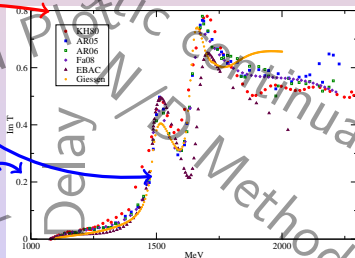 0.8
0.6
0.4
0.2
0
1000
1500
2000
MeV
Im T
KH80
AR05
AR06
Fa08
EBAC
Giessen
Plottic Continua
Delay
Method